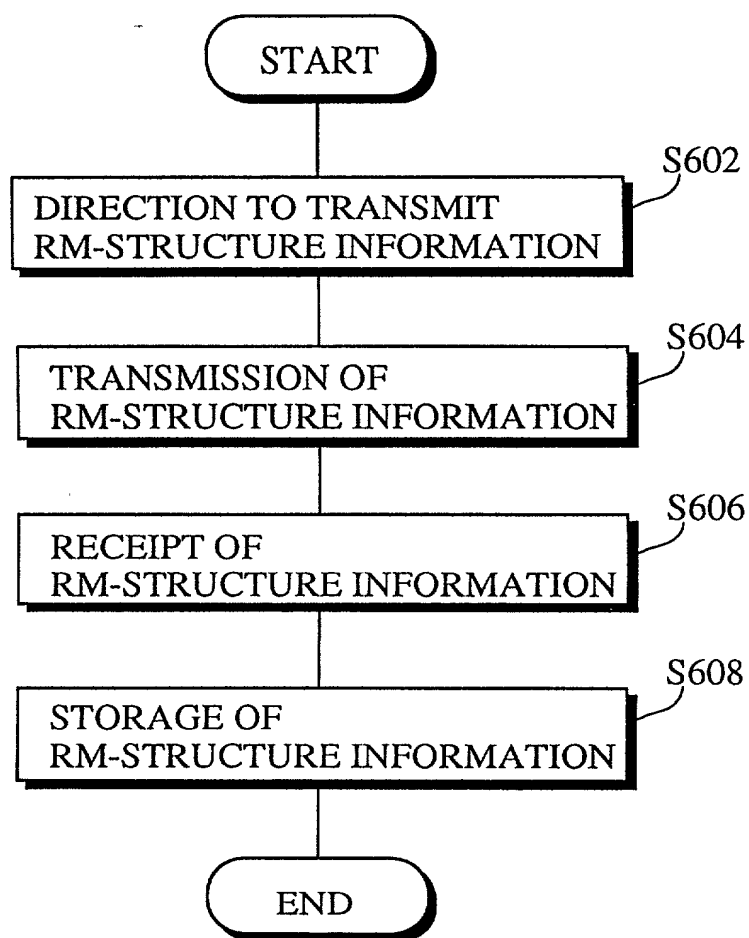 START
S602
DIRECTION TO TRANSMIT
RM-STRUCTURE INFORMATION
S604
TRANSMISSION OF
RM-STRUCTURE INFORMATION
S606
RECEIPT OF
RM-STRUCTURE INFORMATION
S608
STORAGE OF
RM-STRUCTURE INFORMATION
END